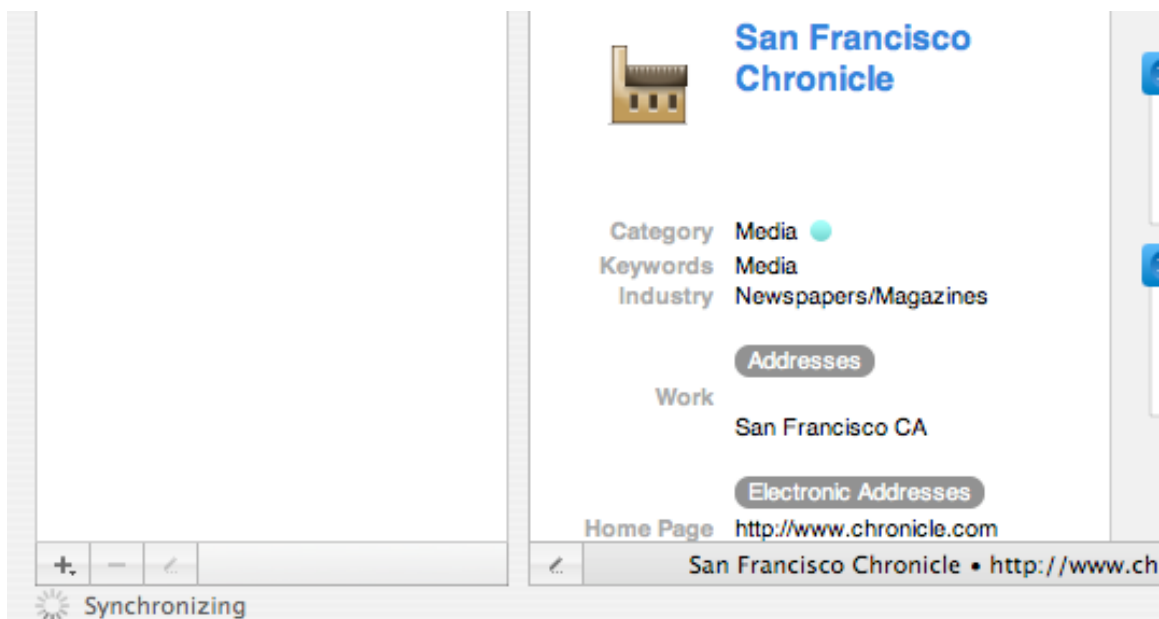 San Francisco
Chronicle
Category Media
Keywords Media
Industry Newspapers/Magazines
Addresses
Work
San Francisco CA
Electronic Addresses
Home Page http://www.chronicle.com
San Francisco Chronicle • http://www.ch
Synchronizing